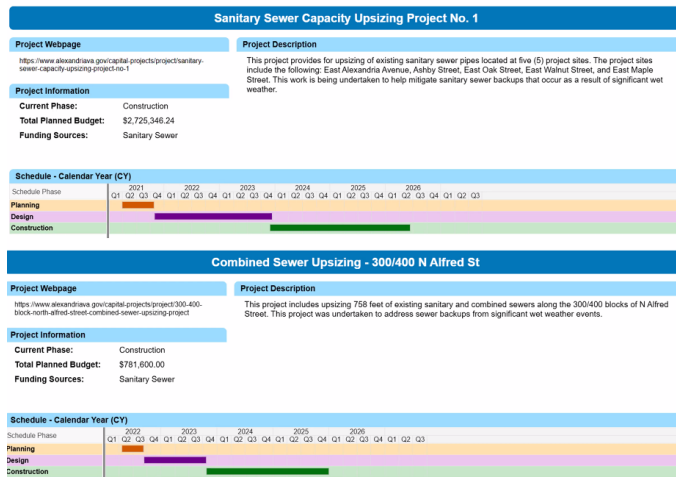 Sanitary Sewer Capacity Upsizing Project No. 1
Project Webpage
https://www.alexandriava.gov/capital-projects/project/sanitary-
sewer-capacity-upsizing-project-no-1
Project Description
This project provides for upsizing of existing sanitary sewer pipes located at five (5) project sites. The project sites
include the following: East Alexandria Avenue, Ashby Street, East Oak Street, East Walnut Street, and East Maple
Street. This work is being undertaken to help mitigate sanitary sewer backups that occur as a result of significant wet
weather.
Project Information
Current Phase: Construction
Total Planned Budget: $2,725,346.24
Funding Sources: Sanitary Sewer
Schedule - Calendar Year (CY)
2021 2022 2023 2024 2025 2026
Schedule Phase Q1 Q2 Q3 Q4 Q1 Q2 Q3 Q4 Q1 Q2 Q3 Q4 Q1 Q2 Q3 Q4 Q1 Q2 Q3 Q4 Q1 Q2 Q3 Q4 Q1 Q2 Q3
Planning
Design
Construction
Combined Sewer Upsizing - 300/400 N Alfred St
Project Webpage
https://www.alexandriava.gov/capital-projects/project/300-400-
block-north-alfred-street-combined-sewer-upsizing-project
Project Description
This project includes upsizing 758 feet of existing sanitary and combined sewers along the 300/400 blocks of N Alfred
Street. This project was undertaken to address sewer backups from significant wet weather events.
Project Information
Current Phase: Construction
Total Planned Budget: $781,600.00
Funding Sources: Sanitary Sewer
Schedule - Calendar Year (CY)
2022 2023 2024 2025 2026
Schedule Phase Q1 Q2 Q3 Q4 Q1 Q2 Q3 Q4 Q1 Q2 Q3 Q4 Q1 Q2 Q3 Q4 Q1 Q2 Q3 Q4 Q1 Q2 Q3
Planning
Design
Construction